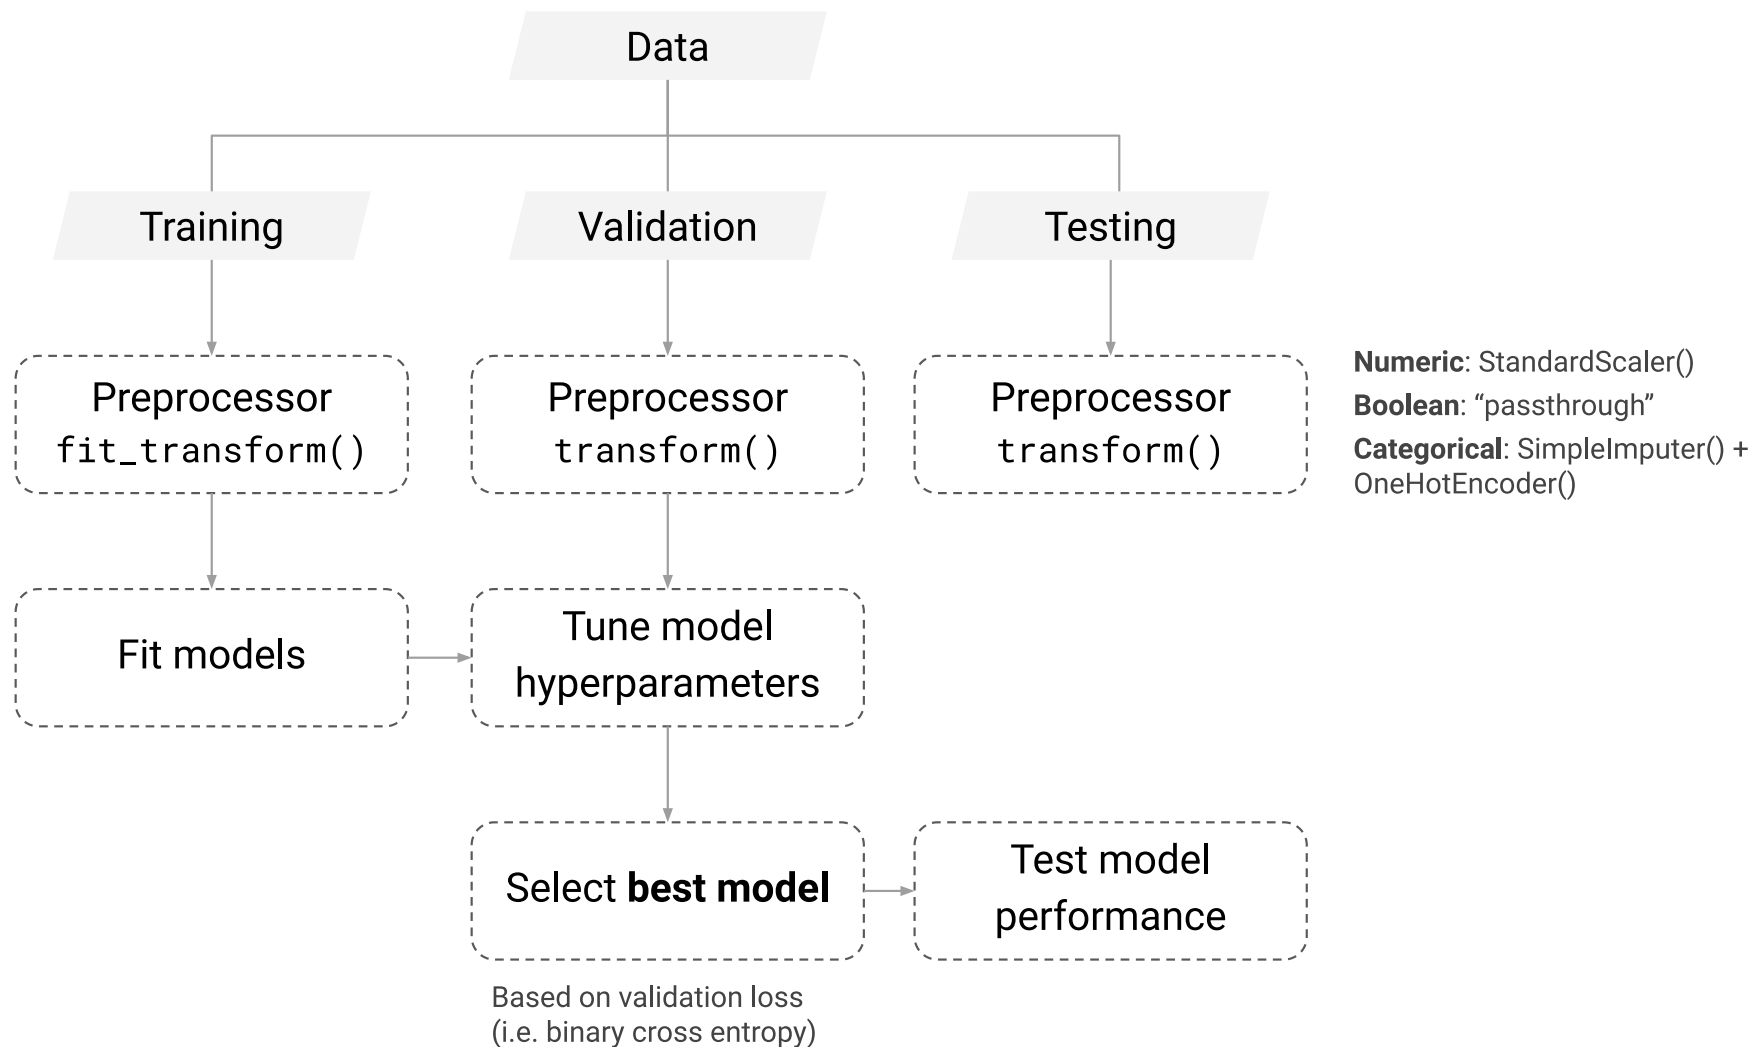 Data
Training
Validation
Testing
Preprocessor
fit_transform()
Preprocessor
transform()
Preprocessor
transform()
Numeric: StandardScaler()
Boolean: “passthrough”
Categorical: SimpleImputer() +
OneHotEncoder()
Fit models
Tune model
hyperparameters
Select best model
Test model
performance
Based on validation loss
(i.e. binary cross entropy)